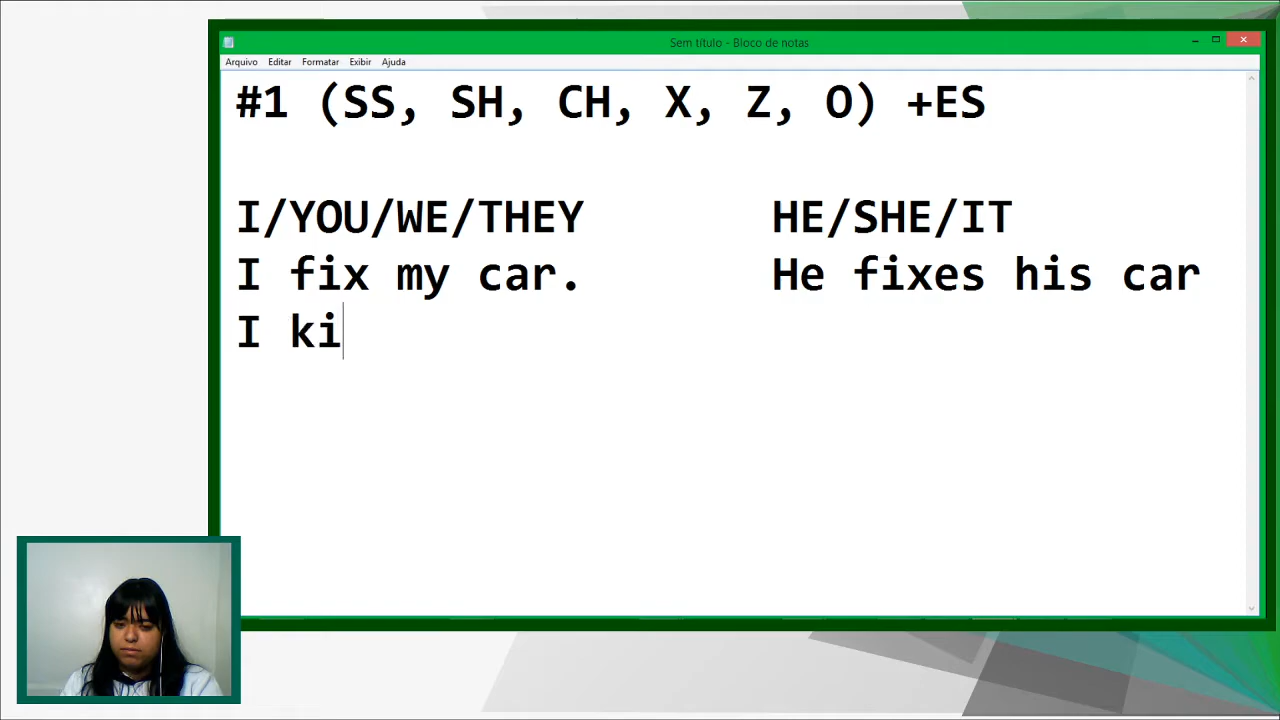 Sem título - Bloco de notas
Arquivo Editar Formatar Exibir Ajuda
#1 (SS, SH, CH, X, Z, O) +ES
I/YOU/WE/THEY HE/SHE/IT
I fix my car. He fixes his car
I ki